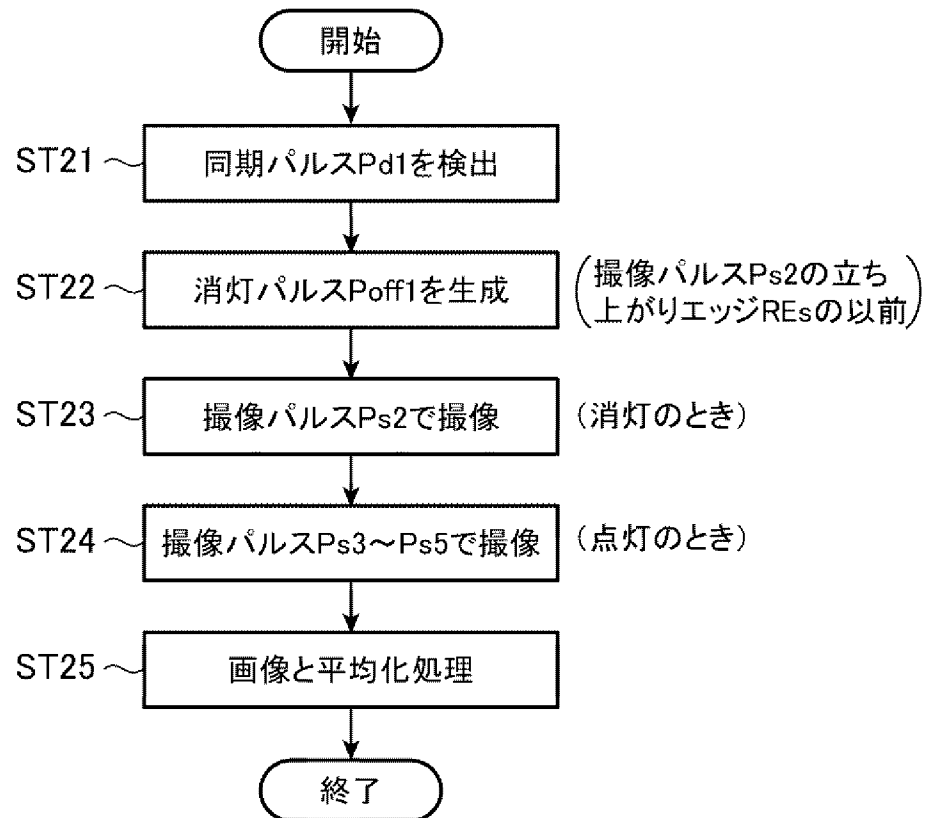 開始
ST21 同期パルスPd1を検出
ST22 消灯パルスPoff1を生成
(撮像パルスPs2の立ち
上がりエッジREsの以前)
ST23 撮像パルスPs2で撮像 (消灯のとき)
ST24 撮像パルスPs3～Ps5で撮像 (点灯のとき)
ST25 画像と平均化処理
終了